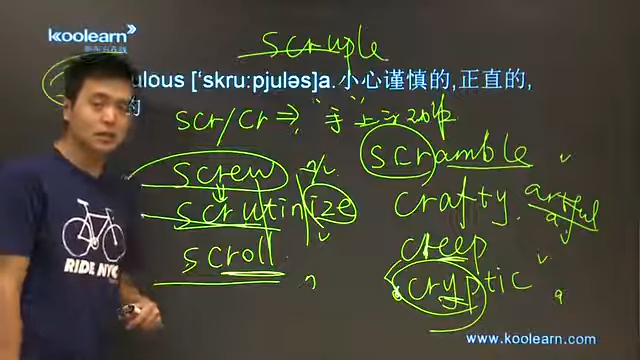 koolearn
新东方在线
scruple
ulous ['skru:pjuləs]a.小心谨慎的,正直的,
的
scr/cr ⇒ "手"
screw
scrutinize
scroll
scramble
crafty. artful
creep
cryptic
RIDE NYC
www.koolearn.com